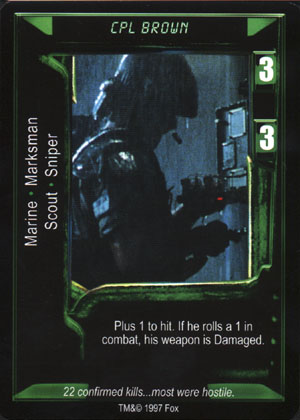 CPL BROWN
3
3
Marine • Marksman
Scout • Sniper
Plus 1 to hit. If he rolls a 1 in
combat, his weapon is Damaged.
22 confirmed kills...most were hostile.
TM&© 1997 Fox